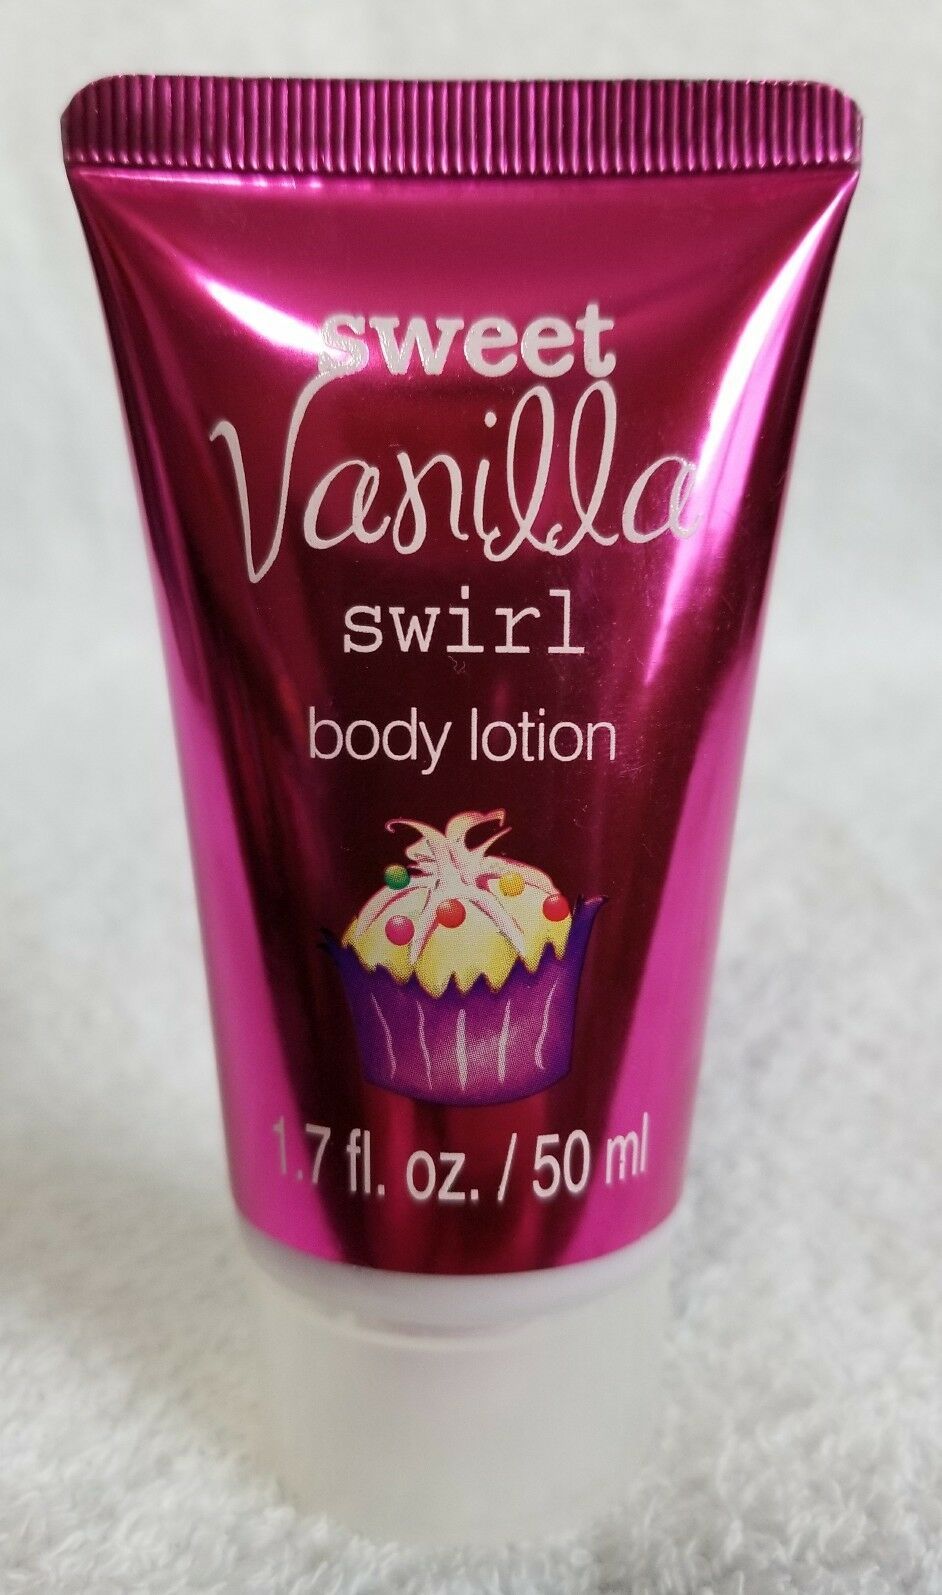 sweet
Vanilla
swirl
body lotion
1.7 fl. oz. / 50 ml